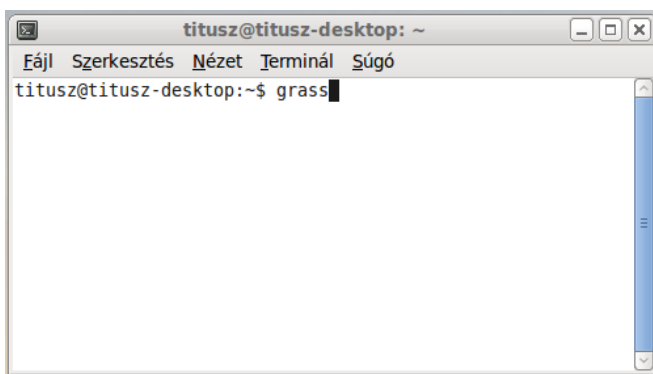 titusz@titusz-desktop: ~
Fájl Szerkesztés Nézet Terminál Súgó
titusz@titusz-desktop:~$ grass